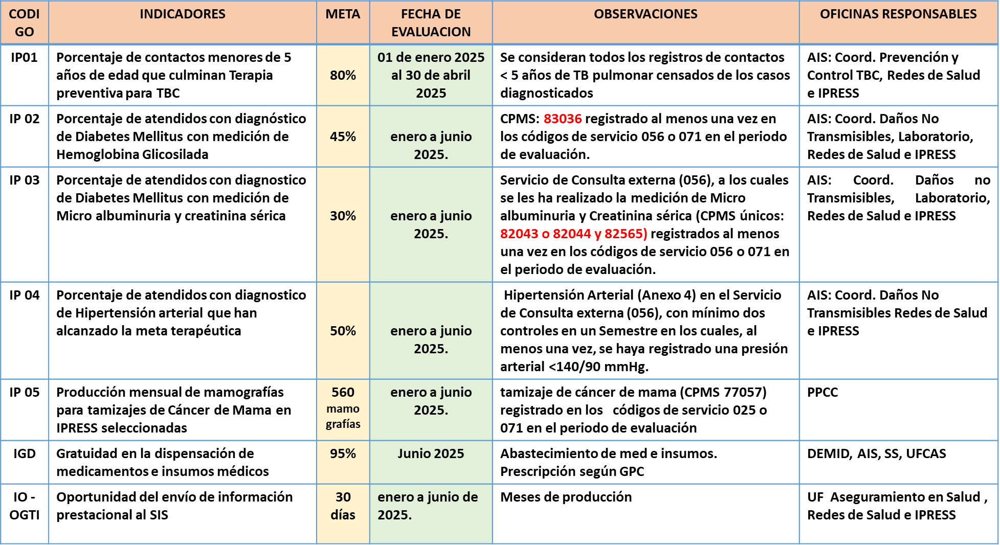 CODI
GO
INDICADORES
META
FECHA DE
EVALUACION
OBSERVACIONES
OFICINAS RESPONSABLES
IP01
Porcentaje de contactos menores de 5
años de edad que culminan Terapia
preventiva para TBC
80%
01 de enero 2025
al 30 de abril
2025
Se consideran todos los registros de contactos
< 5 años de TB pulmonar censados de los casos
diagnosticados
AIS: Coord. Prevención y
Control TBC, Redes de Salud
e IPRESS
IP 02
Porcentaje de atendidos con diagnóstico
de Diabetes Mellitus con medición de
Hemoglobina Glicosilada
45%
enero a junio
2025.
CPMS: 83036 registrado al menos una vez en
los códigos de servicio 056 o 071 en el periodo
de evaluación.
AIS: Coord. Daños No
Transmisibles, Laboratorio,
Redes de Salud e IPRESS
IP 03
Porcentaje de atendidos con diagnostico
de Diabetes Mellitus con medición de
Micro albuminuria y creatinina sérica
30%
enero a junio
2025.
Servicio de Consulta externa (056), a los cuales
se les ha realizado la medición de Micro
albuminuria y Creatinina sérica (CPMS únicos:
82043 o 82044 y 82565) registrados al menos
una vez en los códigos de servicio 056 o 071 en
el periodo de evaluación.
AIS: Coord. Daños no
Transmisibles, Laboratorio,
Redes de Salud e IPRESS
IP 04
Porcentaje de atendidos con diagnostico
de Hipertensión arterial que han
alcanzado la meta terapéutica
50%
enero a junio
2025.
Hipertensión Arterial (Anexo 4) en el Servicio
de Consulta externa (056), con mínimo dos
controles en un Semestre en los cuales, al
menos una vez, se haya registrado una presión
arterial <140/90 mmHg.
AIS: Coord. Daños No
Transmisibles Redes de Salud
e IPRESS
IP 05
Producción mensual de mamografías
para tamizajes de Cáncer de Mama en
IPRESS seleccionadas
560
mamo
grafías
enero a junio
2025.
tamizaje de cáncer de mama (CPMS 77057)
registrado en los códigos de servicio 025 o
071 en el periodo de evaluación
PPCC
IGD
Gratuidad en la dispensación de
medicamentos e insumos médicos
95%
Junio 2025
Abastecimiento de med e insumos.
Prescripción según GPC
DEMID, AIS, SS, UFCAS
IO -
OGTI
Oportunidad del envío de información
prestacional al SIS
30
días
enero a junio de
2025.
Meses de producción
UF Aseguramiento en Salud ,
Redes de Salud e IPRESS